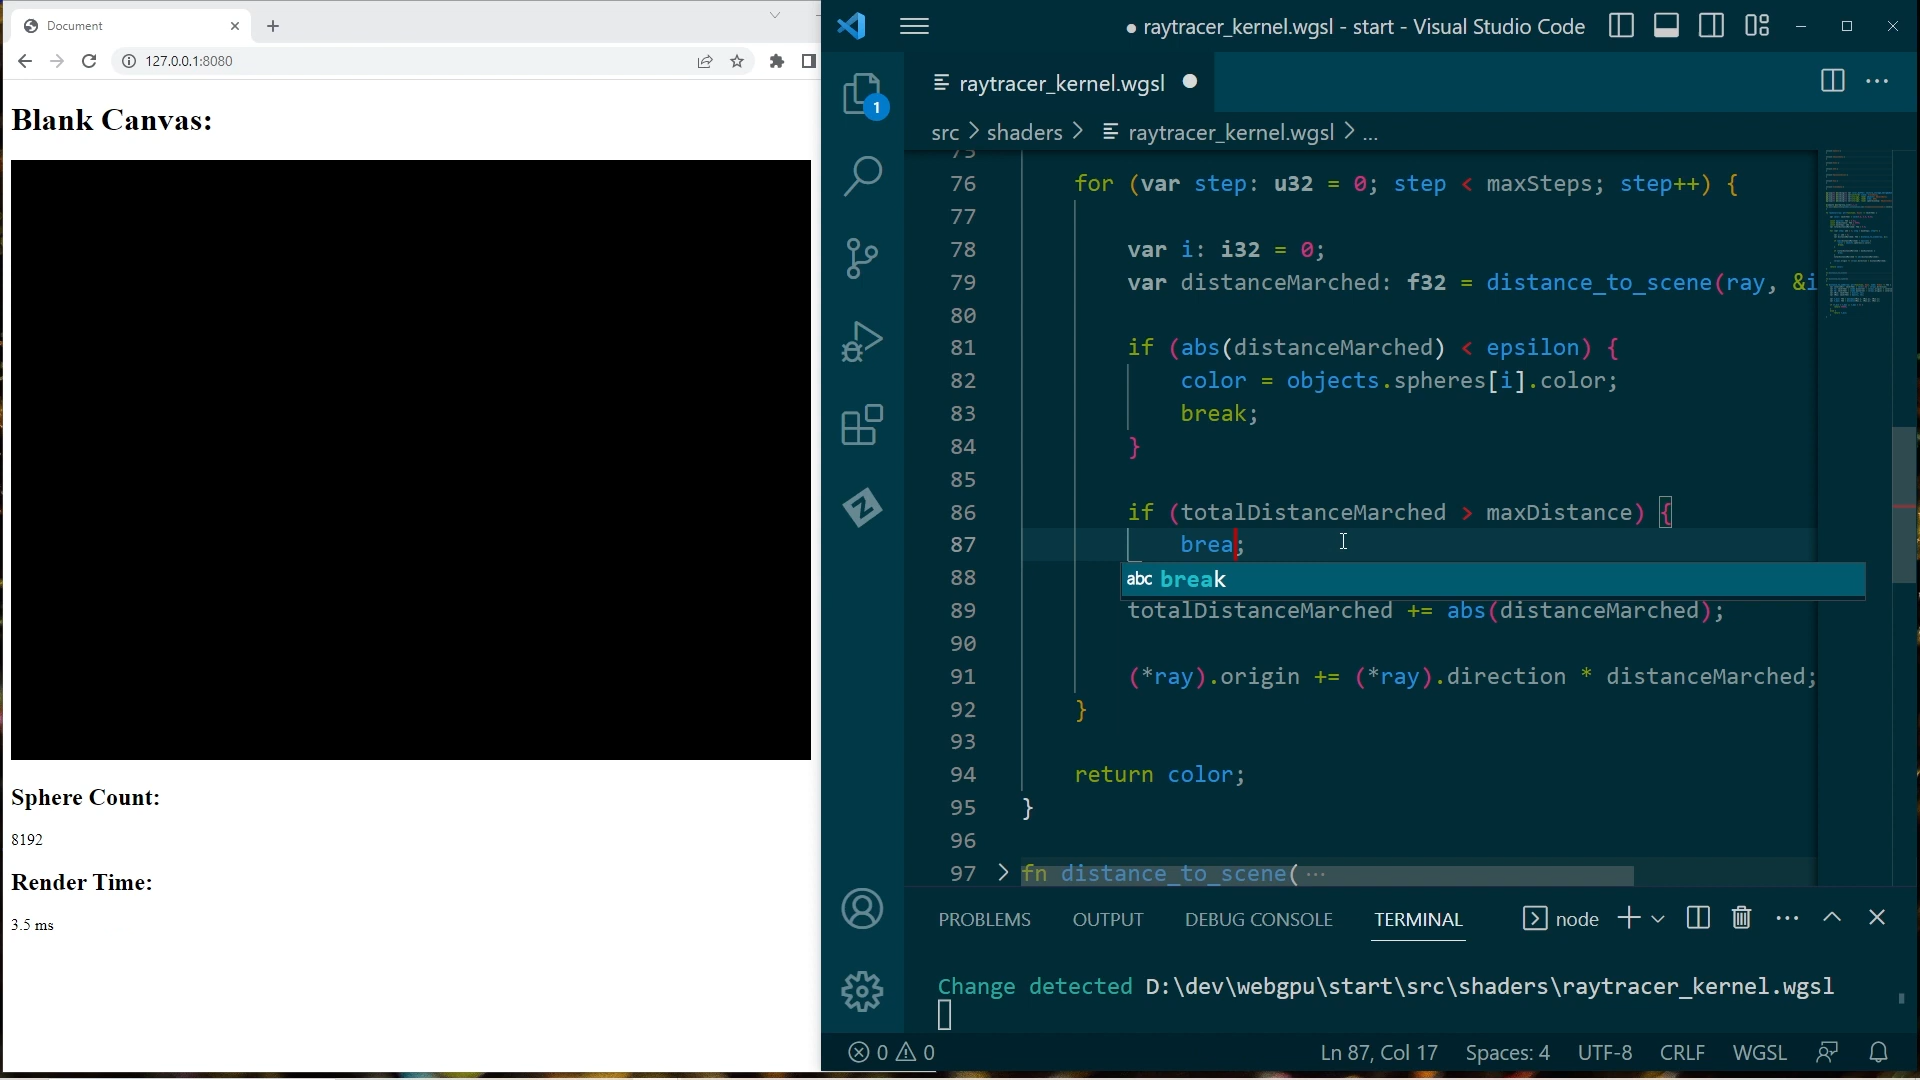 Document
127.0.0.1:8080
Blank Canvas:
Sphere Count:
8192
Render Time:
3.5 ms
raytracer_kernel.wgsl - start - Visual Studio Code
1
raytracer_kernel.wgsl
src > shaders > raytracer_kernel.wgsl > ...
75
76 for (var step: u32 = 0; step < maxSteps; step++) {
77
78 var i: i32 = 0;
79 var distanceMarched: f32 = distance_to_scene(ray, &i
80
81 if (abs(distanceMarched) < epsilon) {
82 color = objects.spheres[i].color;
83 break;
84 }
85
86 if (totalDistanceMarched > maxDistance) {
87 brea;
88 abc break
89 totalDistanceMarched += abs(distanceMarched);
90
91 (*ray).origin += (*ray).direction * distanceMarched;
92 }
93
94 return color;
95 }
96
97 > fn distance_to_scene( ...
PROBLEMS OUTPUT DEBUG CONSOLE TERMINAL node
Change detected D:\dev\webgpu\start\src\shaders\raytracer_kernel.wgsl
0 0 Ln 87, Col 17 Spaces: 4 UTF-8 CRLF WGSL